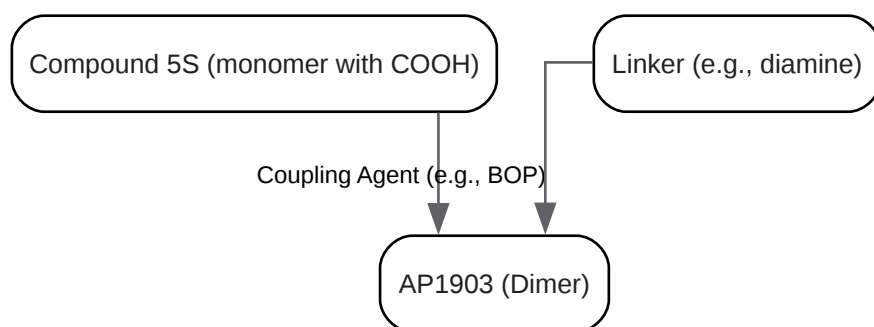 Compound 5S (monomer with COOH)
Linker (e.g., diamine)
Coupling Agent (e.g., BOP)
AP1903 (Dimer)